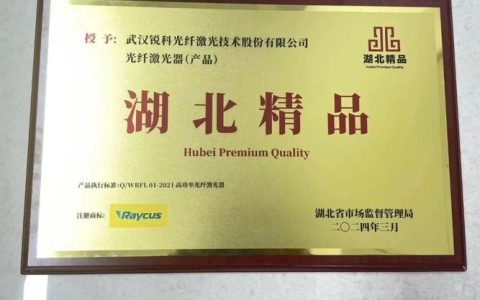 授予：武汉锐科光纤激光技术股份有限公司
光纤激光器(产品)
湖北精品
Hubei Premium Quality
湖北精品
Hubei Premium Quality
产品执行标准:Q/WRFL 01-2021 高功率光纤激光器
注册商标:
Raycus
湖北省市场监督管理局
二〇二四年三月